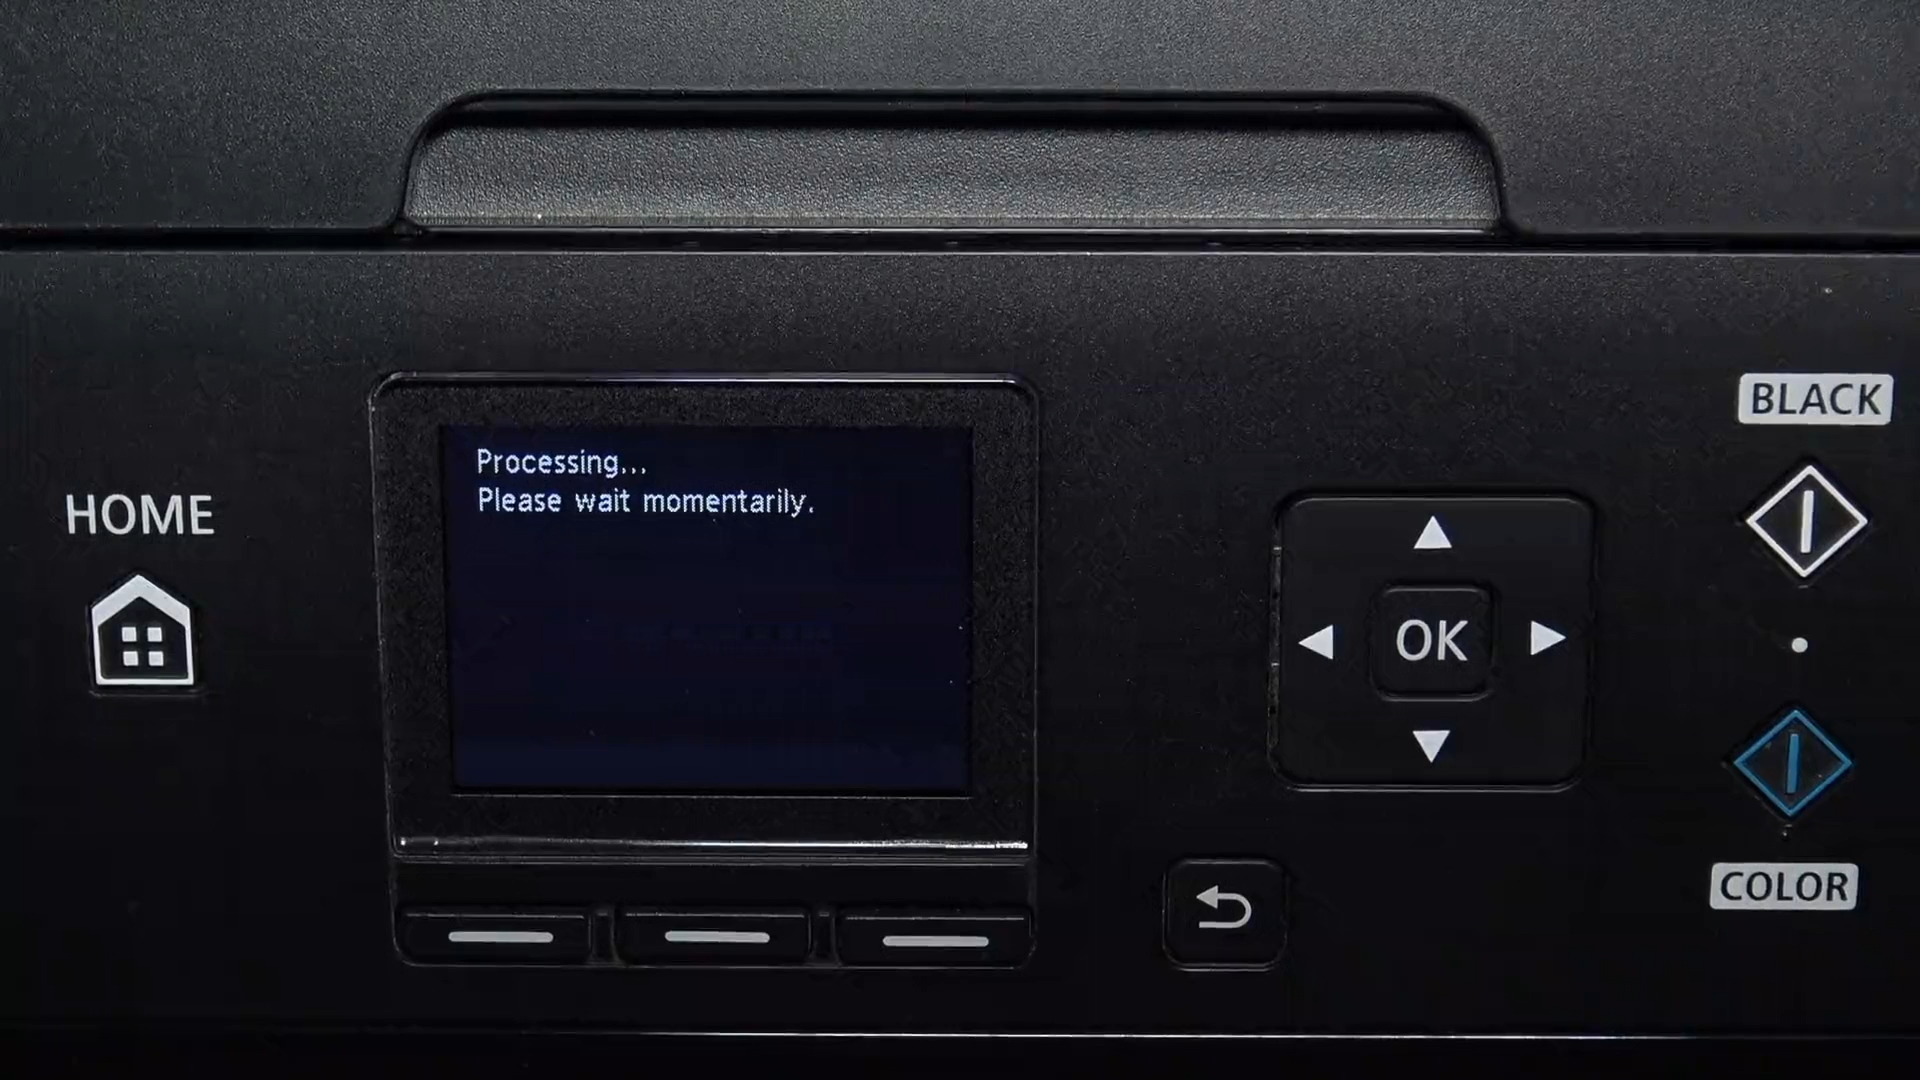 Processing...
Please wait momentarily.
HOME
OK
BLACK
COLOR